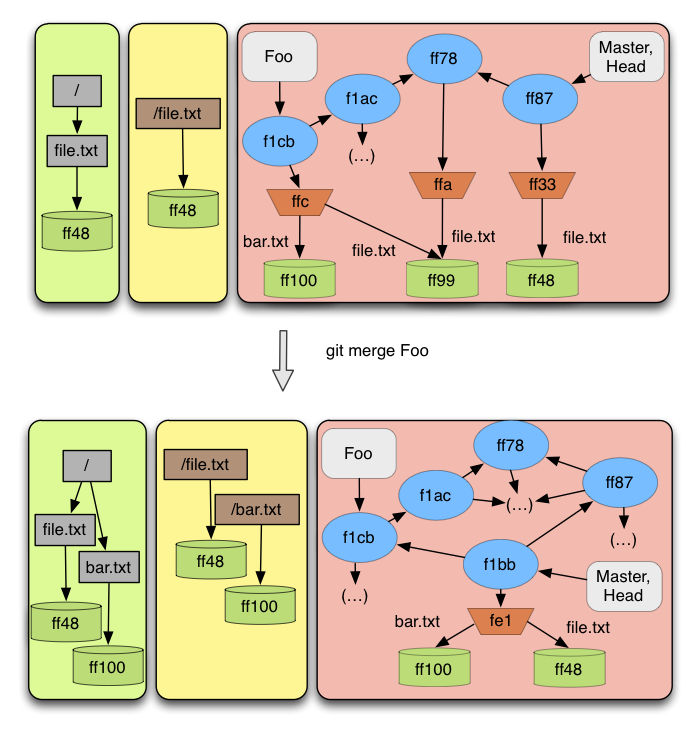 /
file.txt
ff48
/file.txt
ff48
Foo
ff78
Master,
Head
f1ac
ff87
f1cb
(...)
ffc
ffa
ff33
bar.txt
file.txt
file.txt
file.txt
ff100
ff99
ff48
git merge Foo
/
file.txt
bar.txt
ff48
ff100
/file.txt
/bar.txt
ff48
ff100
Foo
ff78
ff87
f1ac
(...)
f1cb
(...)
f1bb
Master,
Head
(...)
bar.txt
fe1
file.txt
ff100
ff48